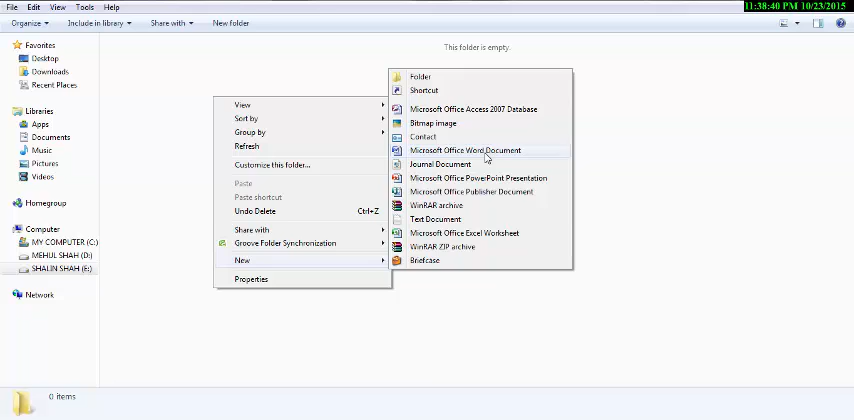 File Edit View Tools Help
11:38:40 PM 10/23/2015
Organize Include in library Share with New folder
Favorites
Desktop
Downloads
Recent Places
Libraries
Apps
Documents
Music
Pictures
Videos
Homegroup
Computer
MY COMPUTER (C:)
MEHUL SHAH (D:)
SHALIN SHAH (E:)
Network
This folder is empty.
View
Sort by
Group by
Refresh
Customize this folder...
Paste
Paste shortcut
Undo Delete Ctrl+Z
Share with
Groove Folder Synchronization
New
Properties
Folder
Shortcut
Microsoft Office Access 2007 Database
Bitmap image
Contact
Microsoft Office Word Document
Journal Document
Microsoft Office PowerPoint Presentation
Microsoft Office Publisher Document
WinRAR archive
Text Document
Microsoft Office Excel Worksheet
WinRAR ZIP archive
Briefcase
0 items